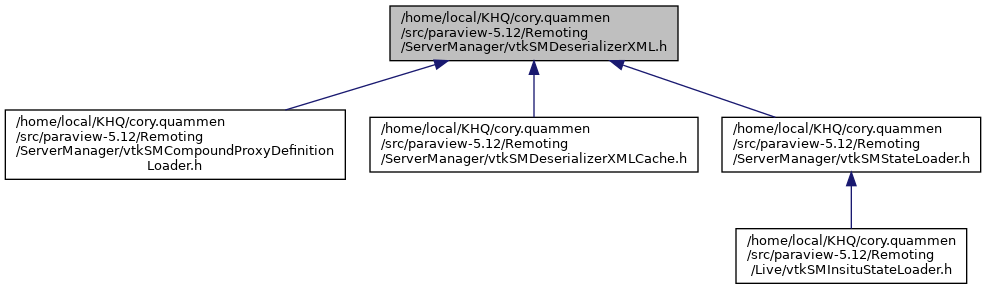 /home/local/KHQ/cory.quammen
/src/paraview-5.12/Remoting
/ServerManager/vtkSMDeserializerXML.h
/home/local/KHQ/cory.quammen
/src/paraview-5.12/Remoting
/ServerManager/vtkSMCompoundProxyDefinition
Loader.h
/home/local/KHQ/cory.quammen
/src/paraview-5.12/Remoting
/ServerManager/vtkSMDeserializerXMLCache.h
/home/local/KHQ/cory.quammen
/src/paraview-5.12/Remoting
/ServerManager/vtkSMStateLoader.h
/home/local/KHQ/cory.quammen
/src/paraview-5.12/Remoting
/Live/vtkSMInsituStateLoader.h